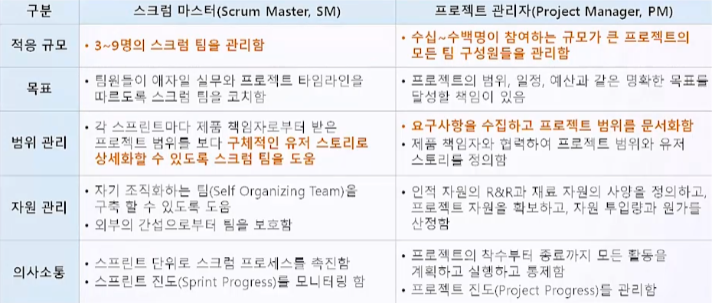 구분
스크럼 마스터(Scrum Master, SM)
프로젝트 관리자(Project Manager, PM)
적응 규모
• 3~9명의 스크럼 팀을 관리함
• 수십~수백명이 참여하는 규모가 큰 프로젝트의
모든 팀 구성원들을 관리함
목표
• 팀원들이 애자일 실무와 프로젝트 타임라인을
따르도록 스크럼 팀을 코치함
• 프로젝트의 범위, 일정, 예산과 같은 명확한 목표를
달성할 책임이 있음
범위 관리
• 각 스프린트마다 제품 책임자로부터 받은
프로젝트 범위를 보다 구체적인 유저 스토리로
상세화할 수 있도록 스크럼 팀을 도움
• 요구사항을 수집하고 프로젝트 범위를 문서화함
• 제품 책임자와 협력하여 프로젝트 범위와 유저
스토리를 정의함
자원 관리
• 자기 조직화하는 팀(Self Organizing Team)을
구축 할 수 있도록 도움
• 외부의 간섭으로부터 팀을 보호함
• 인적 자원의 R&R과 재료 자원의 사양을 정의하고,
프로젝트 자원을 확보하고, 자원 투입량과 원가를
산정함
의사소통
• 스프린트 단위로 스크럼 프로세스를 촉진함
• 스프린트 진도(Sprint Progress)를 모니터링 함
• 프로젝트의 착수부터 종료까지 모든 활동을
계획하고 실행하고 통제함
• 프로젝트 진도(Project Progress)를 관리함